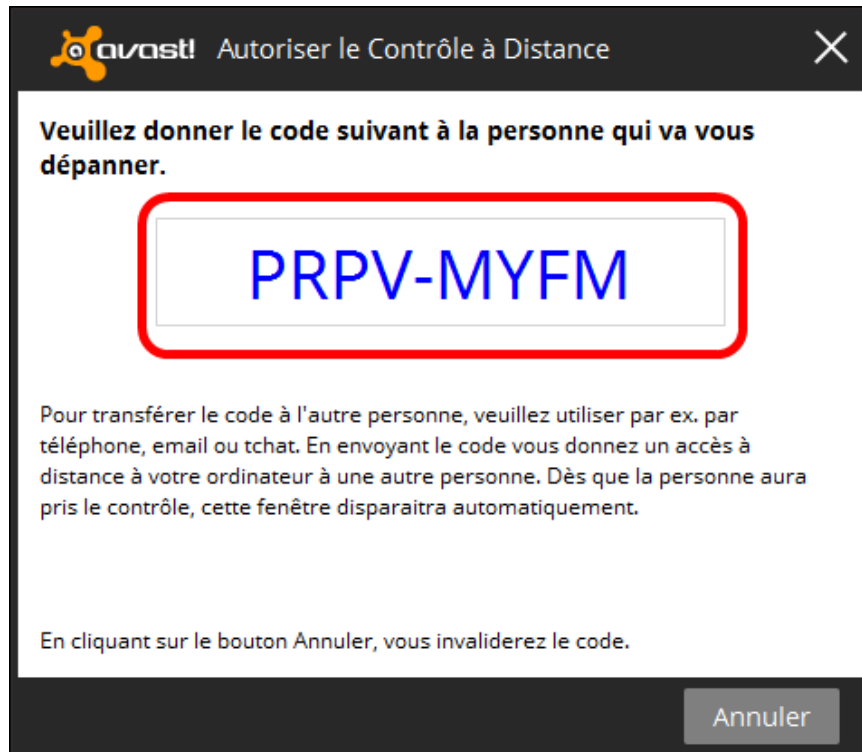 avast! Autoriser le Contrôle à Distance
Veuillez donner le code suivant à la personne qui va vous
dépanner.
PRPV-MYFM
Pour transférer le code à l'autre personne, veuillez utiliser par ex. par
téléphone, email ou tchat. En envoyant le code vous donnez un accès à
distance à votre ordinateur à une autre personne. Dès que la personne aura
pris le contrôle, cette fenêtre disparaitra automatiquement.
En cliquant sur le bouton Annuler, vous invaliderez le code.
Annuler